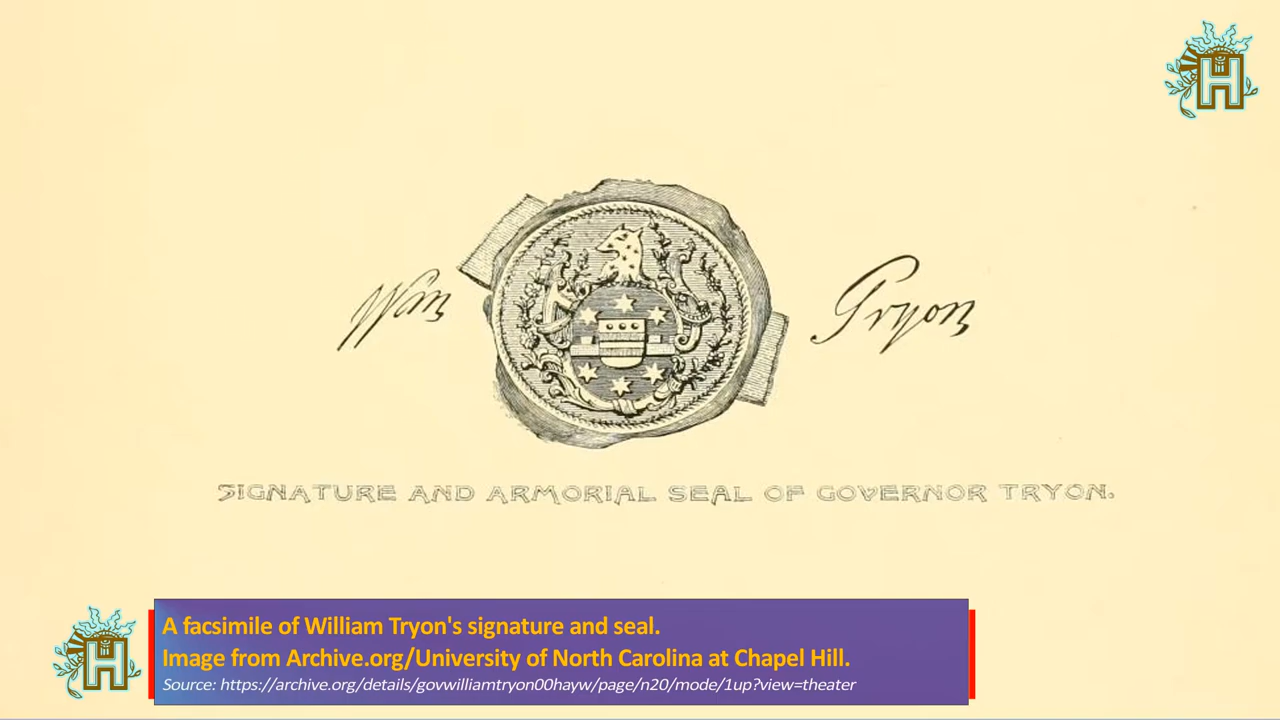 H
Wm Tryon
SIGNATURE AND ARMORIAL SEAL OF GOVERNOR TRYON.
H
A facsimile of William Tryon's signature and seal.
Image from Archive.org/University of North Carolina at Chapel Hill.
Source: https://archive.org/details/govwilliamtryon00hayw/page/n20/mode/1up?view=theater